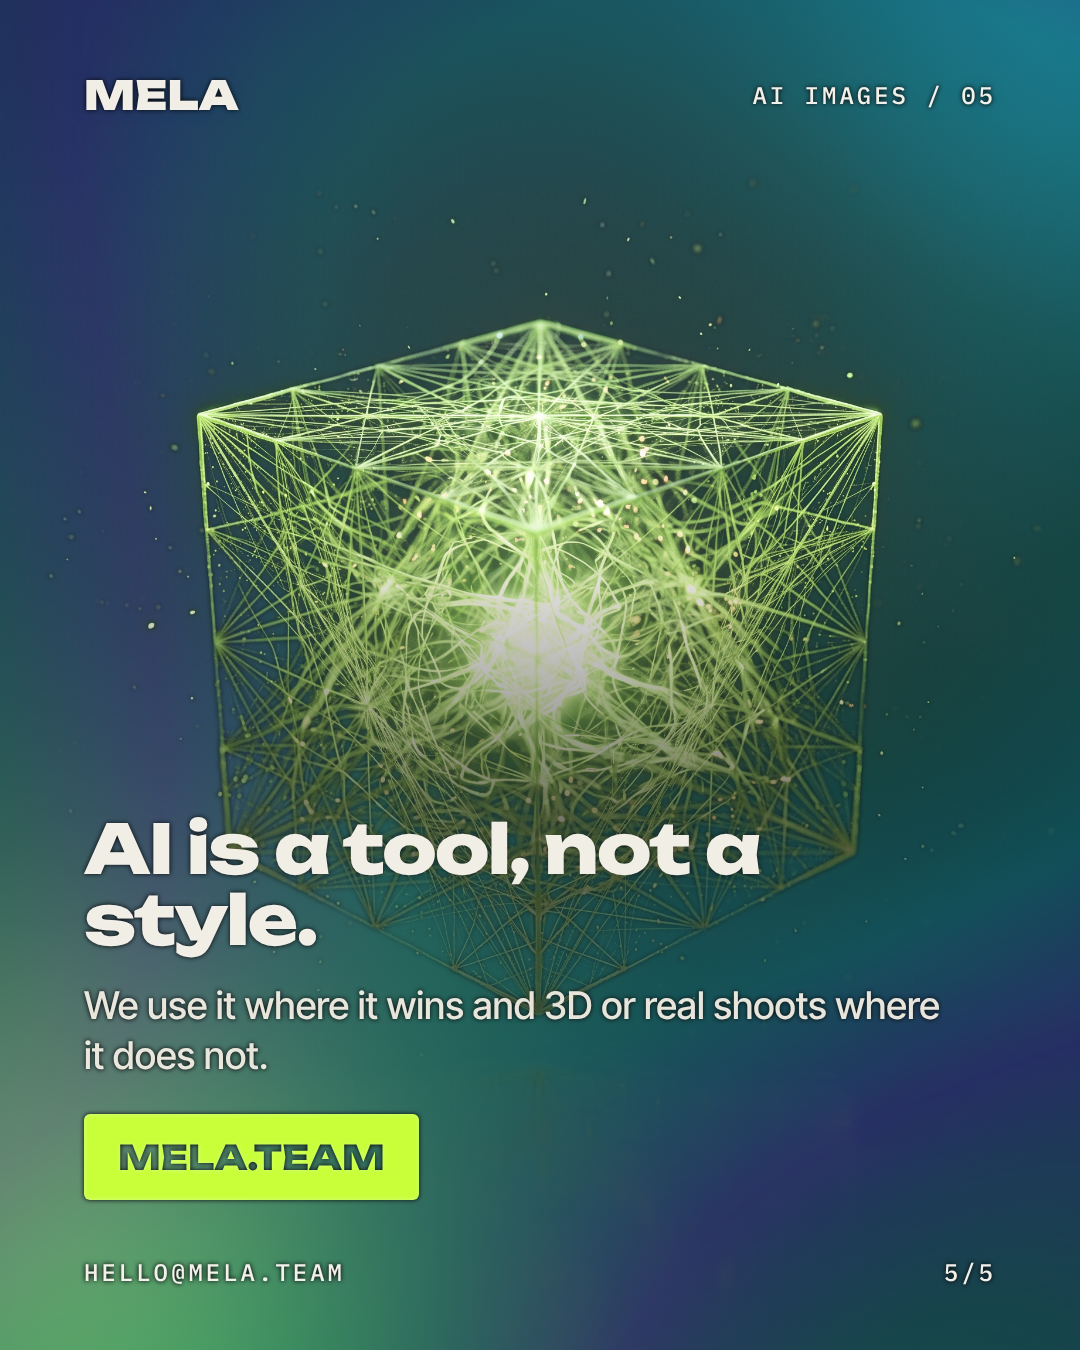 MELA
AI IMAGES / 05
AI is a tool, not a
style.
We use it where it wins and 3D or real shoots where
it does not.
MELA.TEAM
HELLO@MELA.TEAM
5/5